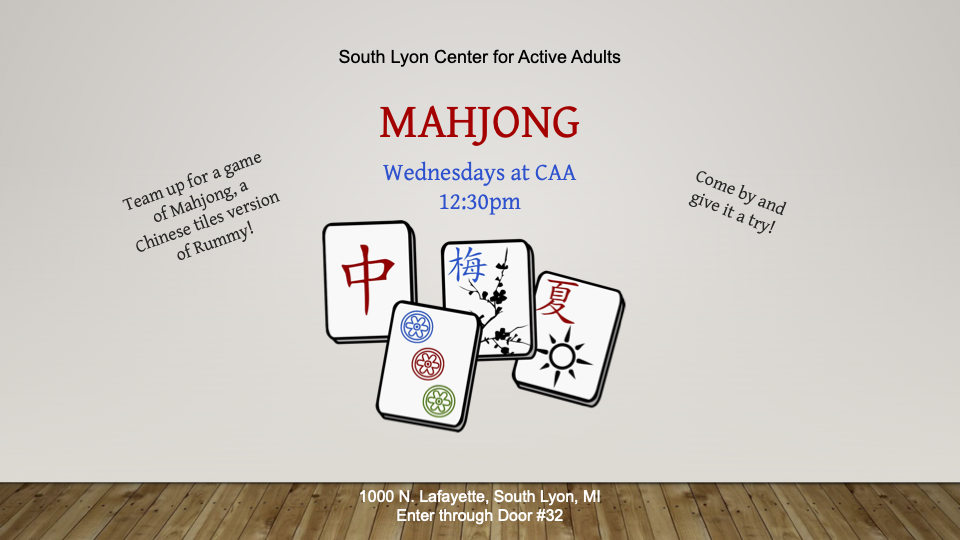 South Lyon Center for Active Adults
MAHJONG
Wednesdays at CAA
12:30pm
Team up for a game
of Mahjong, a
Chinese tiles version
of Rummy!
Come by and
give it a try!
中
梅
夏
1000 N. Lafayette, South Lyon, MI
Enter through Door #32